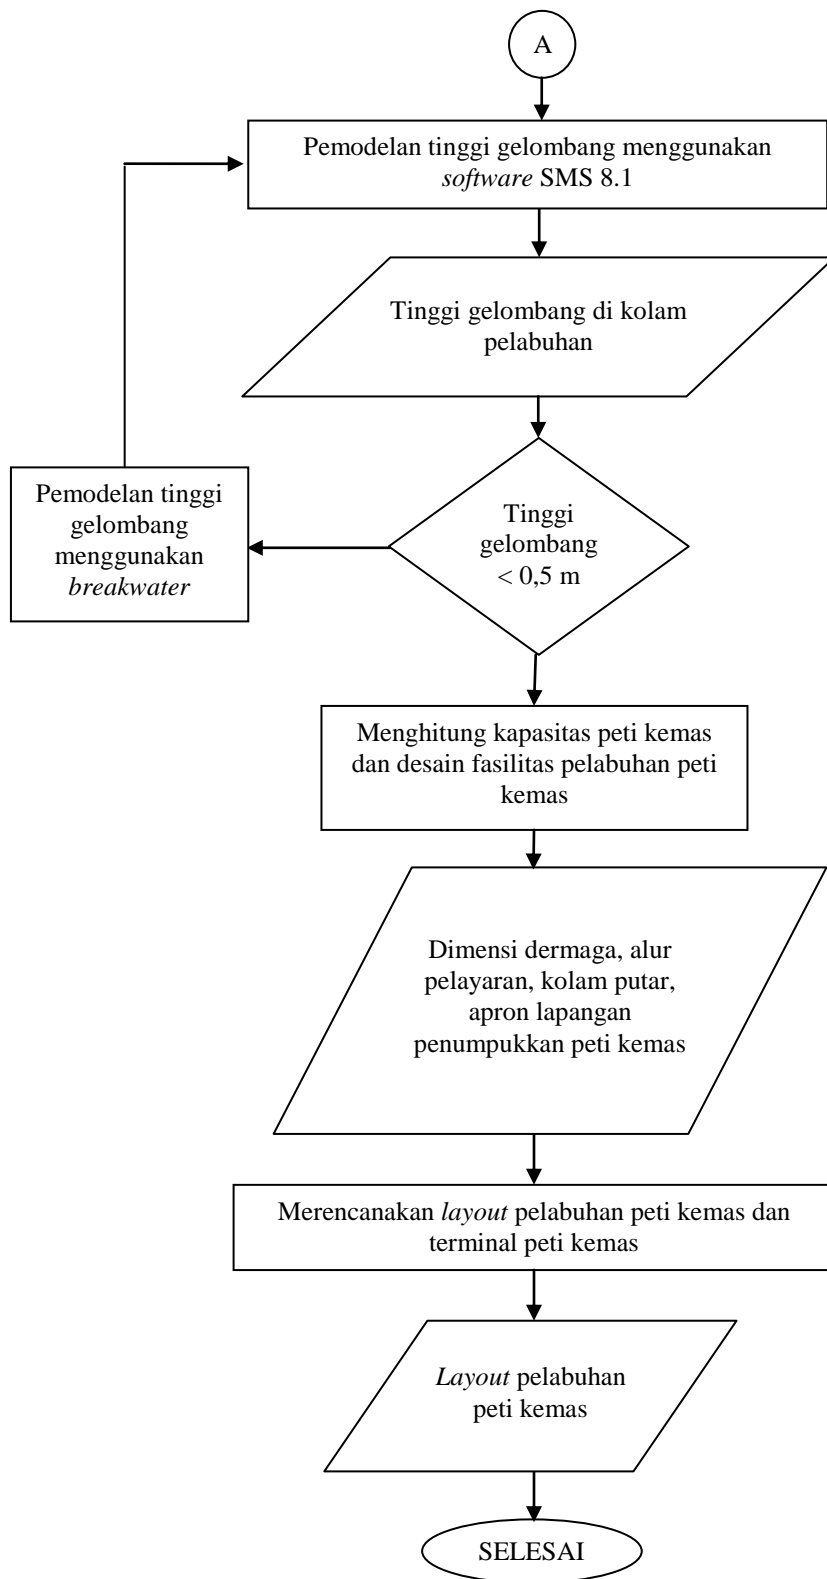 A
Pemodelan tinggi gelombang menggunakan
software SMS 8.1
Tinggi gelombang di kolam
pelabuhan
Pemodelan tinggi
gelombang
menggunakan
breakwater
Tinggi
gelombang
< 0,5 m
Menghitung kapasitas peti kemas
dan desain fasilitas pelabuhan peti
kemas
Dimensi dermaga, alur
pelayaran, kolam putar,
apron lapangan
penumpukkan peti kemas
Merencanakan layout pelabuhan peti kemas dan
terminal peti kemas
Layout pelabuhan
peti kemas
SELESAI